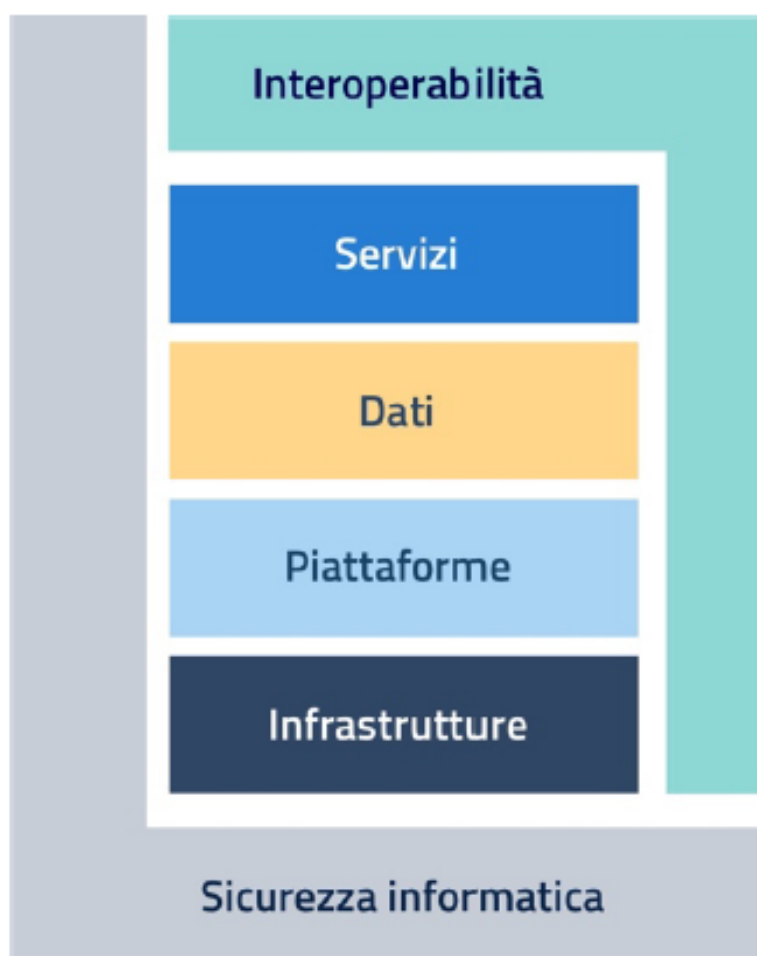 Interoperabilità
Servizi
Dati
Piattaforme
Infrastrutture
Sicurezza informatica